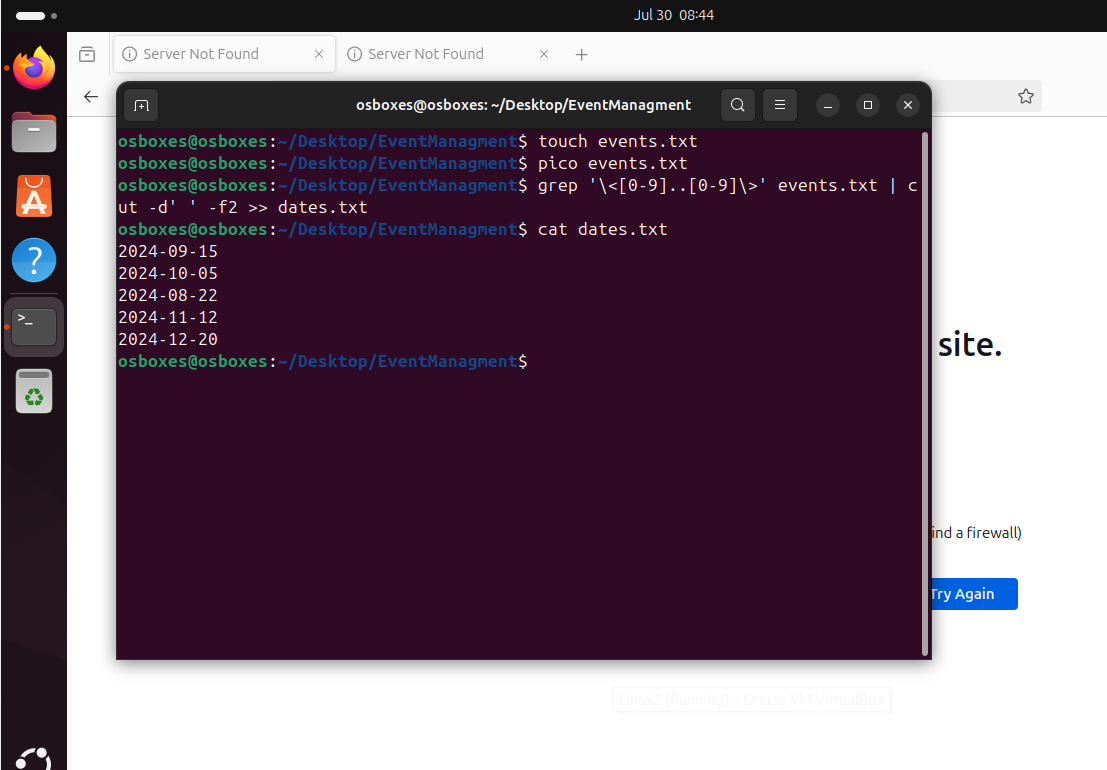 Jul 30 08:44
Server Not Found
Server Not Found
osboxes@osboxes: ~/Desktop/EventManagment
osboxes@osboxes:~/Desktop/EventManagment$ touch events.txt
osboxes@osboxes:~/Desktop/EventManagment$ pico events.txt
osboxes@osboxes:~/Desktop/EventManagment$ grep '\<[0-9]..[0-9]\>' events.txt | c
ut -d' ' -f2 >> dates.txt
osboxes@osboxes:~/Desktop/EventManagment$ cat dates.txt
2024-09-15
2024-10-05
2024-08-22
2024-11-12
2024-12-20
osboxes@osboxes:~/Desktop/EventManagment$
site.
ind a firewall)
Try Again
Linux2 [Running] - Oracle VM VirtualBox